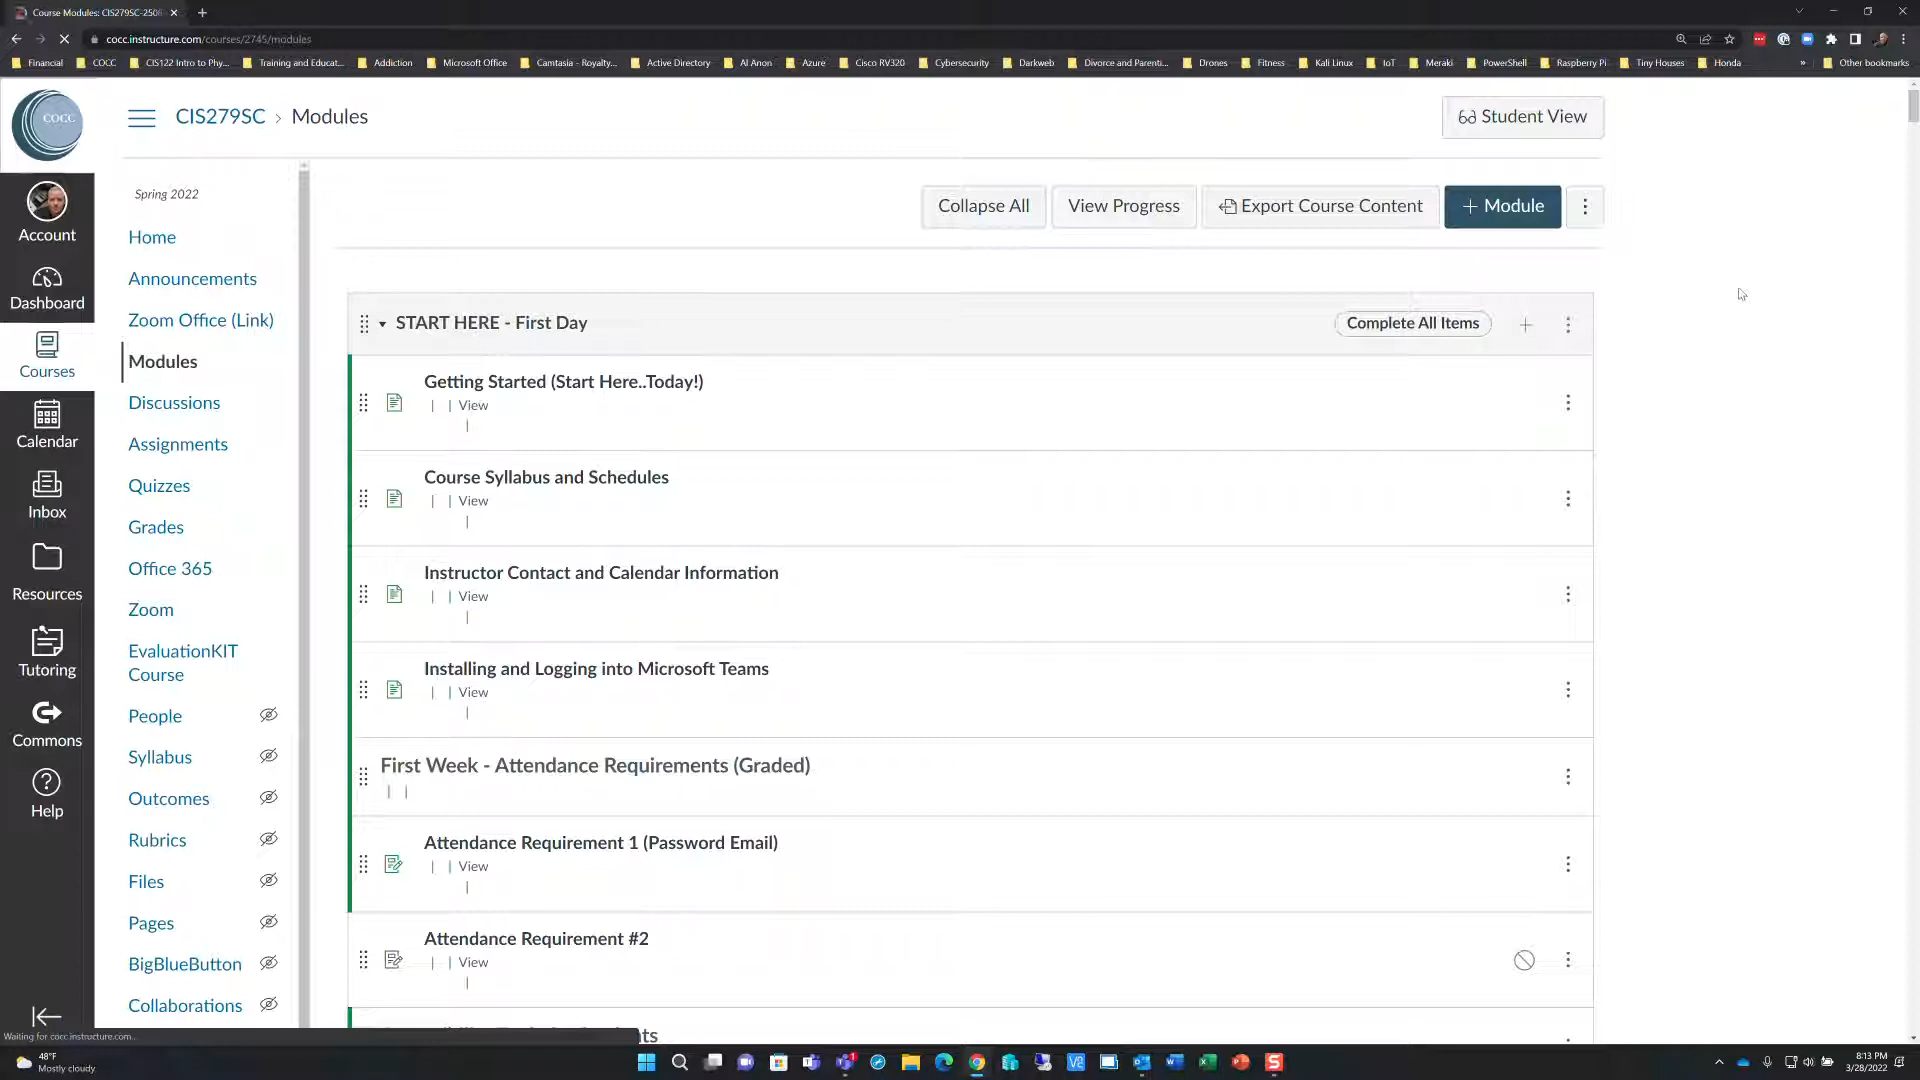 Course Modules: CIS279SC-2508
cocc.instructure.com/courses/2745/modules
Financial
COCC
CIS122 Intro to Phy...
Training and Educat...
Addiction
Microsoft Office
Camtasia - Royalty...
Active Directory
Al Anon
Azure
Cisco RV320
Cybersecurity
Darkweb
Divorce and Parenti...
Drones
Fitness
Kali Linux
IoT
Meraki
PowerShell
Raspberry Pi
Tiny Houses
Honda
»
Other bookmarks
COCC
CIS279SC › Modules
Student View
Account
Dashboard
Courses
Calendar
Inbox
Resources
Tutoring
Commons
Help
Spring 2022
Home
Announcements
Zoom Office (Link)
Modules
Discussions
Assignments
Quizzes
Grades
Office 365
Zoom
EvaluationKIT
Course
People
Syllabus
Outcomes
Rubrics
Files
Pages
BigBlueButton
Collaborations
Collapse All
View Progress
Export Course Content
+ Module
START HERE - First Day
Complete All Items
Getting Started (Start Here..Today!)
| | View
|
Course Syllabus and Schedules
| | View
|
Instructor Contact and Calendar Information
| | View
|
Installing and Logging into Microsoft Teams
| | View
|
First Week - Attendance Requirements (Graded)
| |
Attendance Requirement 1 (Password Email)
| | View
|
Attendance Requirement #2
| | View
|
Waiting for cocc.instructure.com...
48°F
Mostly cloudy
8:13 PM
3/28/2022